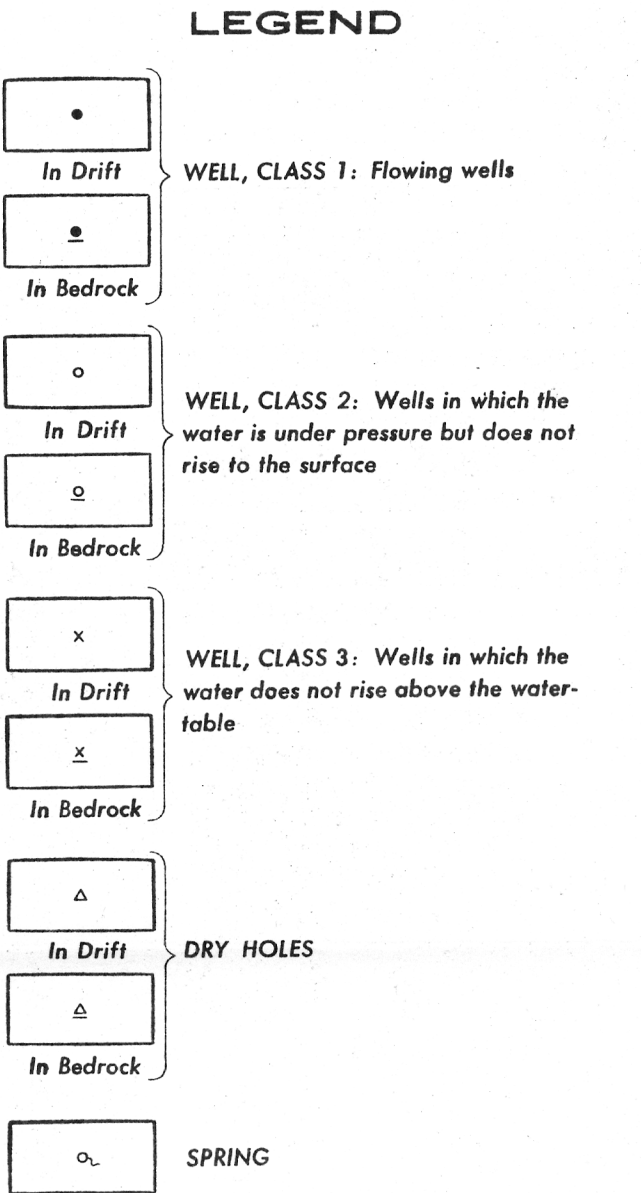 LEGEND
In Drift
WELL, CLASS 1: Flowing wells
In Bedrock
In Drift
WELL, CLASS 2: Wells in which the
water is under pressure but does not
rise to the surface
In Bedrock
In Drift
WELL, CLASS 3: Wells in which the
water does not rise above the water-
table
In Bedrock
In Drift
DRY HOLES
In Bedrock
SPRING